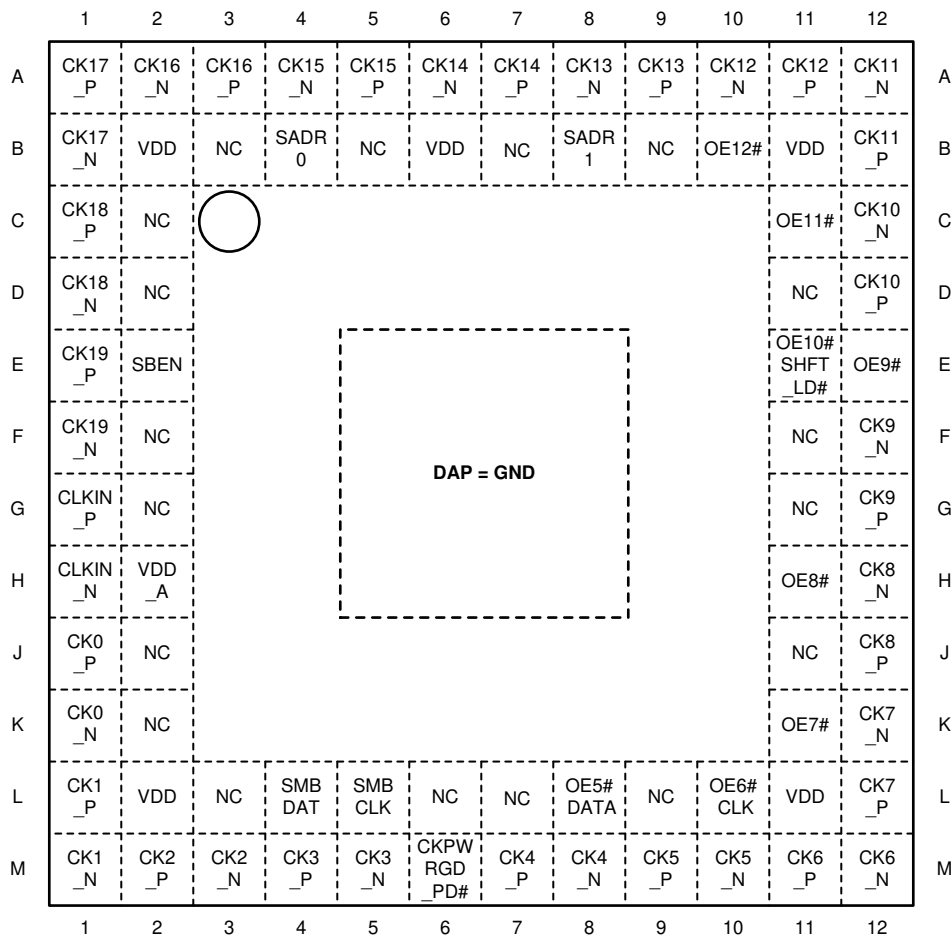 1 2 3 4 5 6 7 8 9 10 11 12
A CK17_P CK16_N CK16_P CK15_N CK15_P CK14_N CK14_P CK13_N CK13_P CK12_N CK12_P CK11_N A
B CK17_N VDD NC SADR0 NC VDD NC SADR1 NC OE12# VDD CK11_P B
C CK18_P NC OE11# CK10_N C
D CK18_N NC NC CK10_P D
E CK19_P SBEN OE10# SHFT_LD# OE9# E
F CK19_N NC NC CK9_N F
DAP = GND
G CLKIN_P NC NC CK9_P G
H CLKIN_N VDD_A OE8# CK8_N H
J CK0_P NC NC CK8_P J
K CK0_N NC OE7# CK7_N K
L CK1_P VDD NC SMB DAT SMB CLK NC NC OE5# DATA NC OE6# CLK VDD CK7_P L
M CK1_N CK2_P CK2_N CK3_P CK3_N CKPWRGD_PD# CK4_P CK4_N CK5_P CK5_N CK6_P CK6_N M
1 2 3 4 5 6 7 8 9 10 11 12